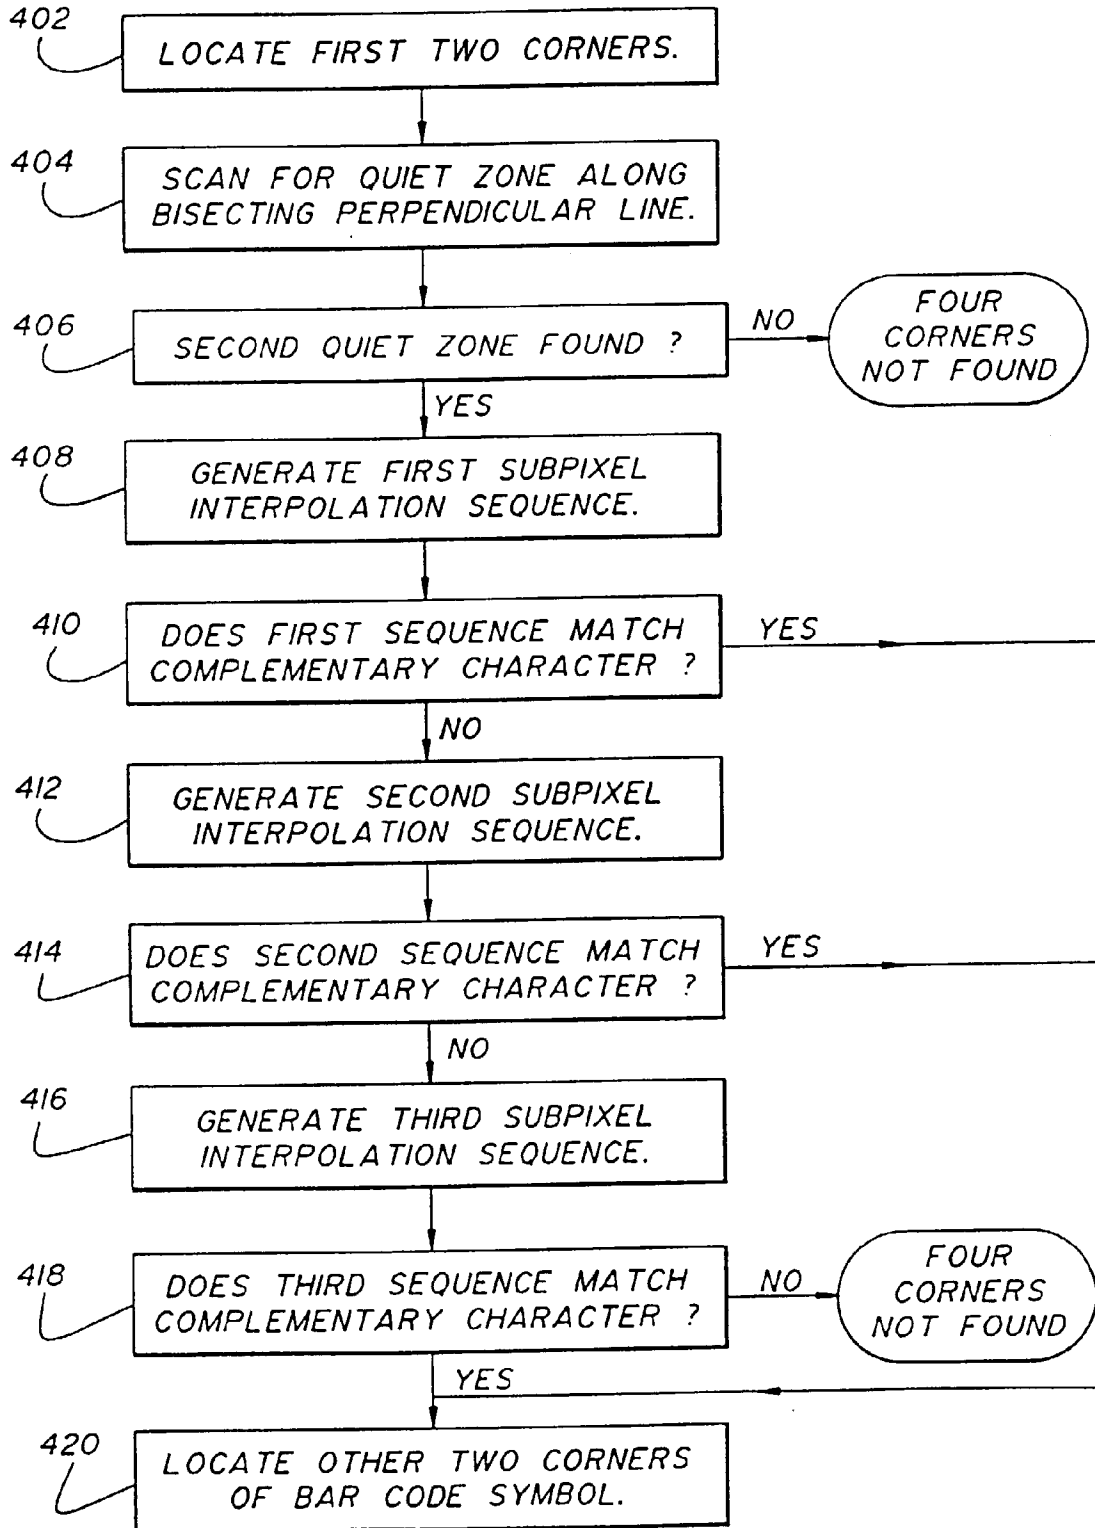 402
LOCATE FIRST TWO CORNERS.
404
SCAN FOR QUIET ZONE ALONG
BISECTING PERPENDICULAR LINE.
406
SECOND QUIET ZONE FOUND ?
NO
FOUR
CORNERS
NOT FOUND
YES
408
GENERATE FIRST SUBPIXEL
INTERPOLATION SEQUENCE.
410
DOES FIRST SEQUENCE MATCH
COMPLEMENTARY CHARACTER ?
YES
NO
412
GENERATE SECOND SUBPIXEL
INTERPOLATION SEQUENCE.
414
DOES SECOND SEQUENCE MATCH
COMPLEMENTARY CHARACTER ?
YES
NO
416
GENERATE THIRD SUBPIXEL
INTERPOLATION SEQUENCE.
418
DOES THIRD SEQUENCE MATCH
COMPLEMENTARY CHARACTER ?
NO
FOUR
CORNERS
NOT FOUND
YES
420
LOCATE OTHER TWO CORNERS
OF BAR CODE SYMBOL.